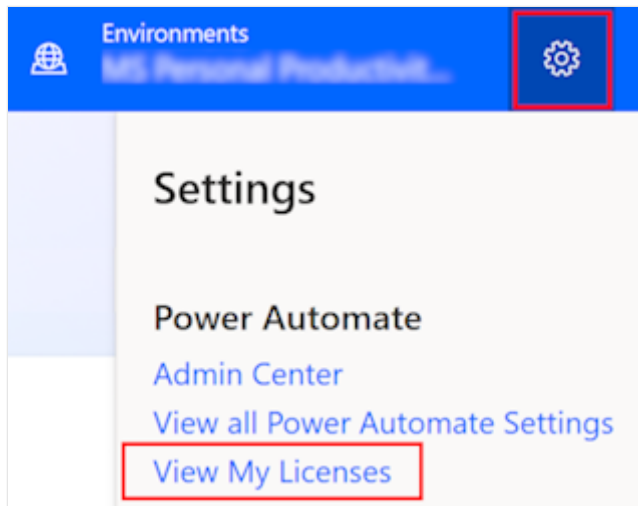 Environments
Settings
Power Automate
Admin Center
View all Power Automate Settings
View My Licenses